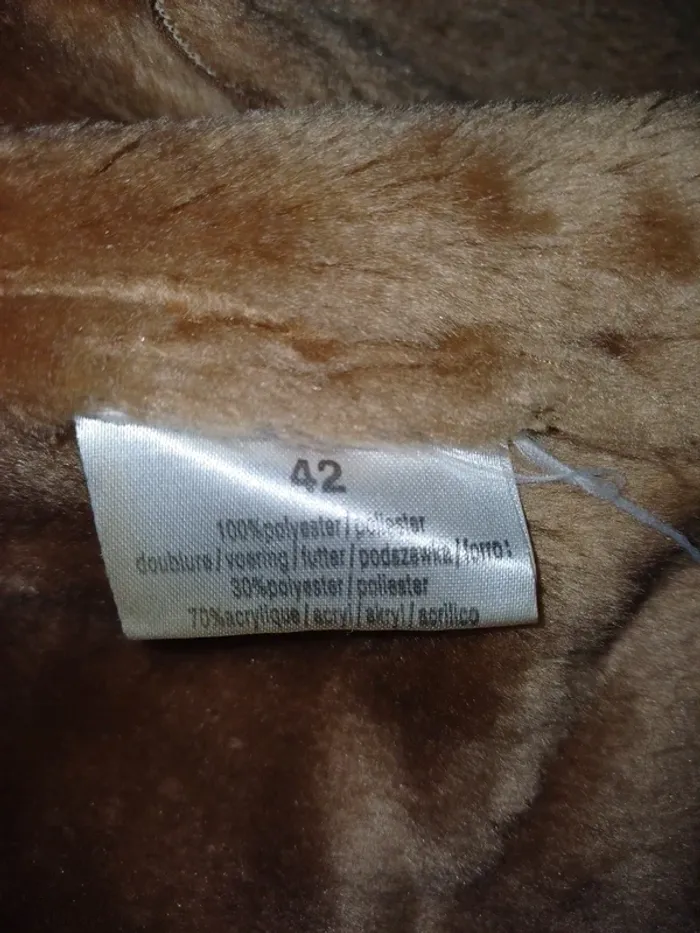 42
100%polyester/poliester
doublure/voering/futter/podszewka/forro:
30%polyester/poliester
70%acrylique/acryl/akryl/acrilico